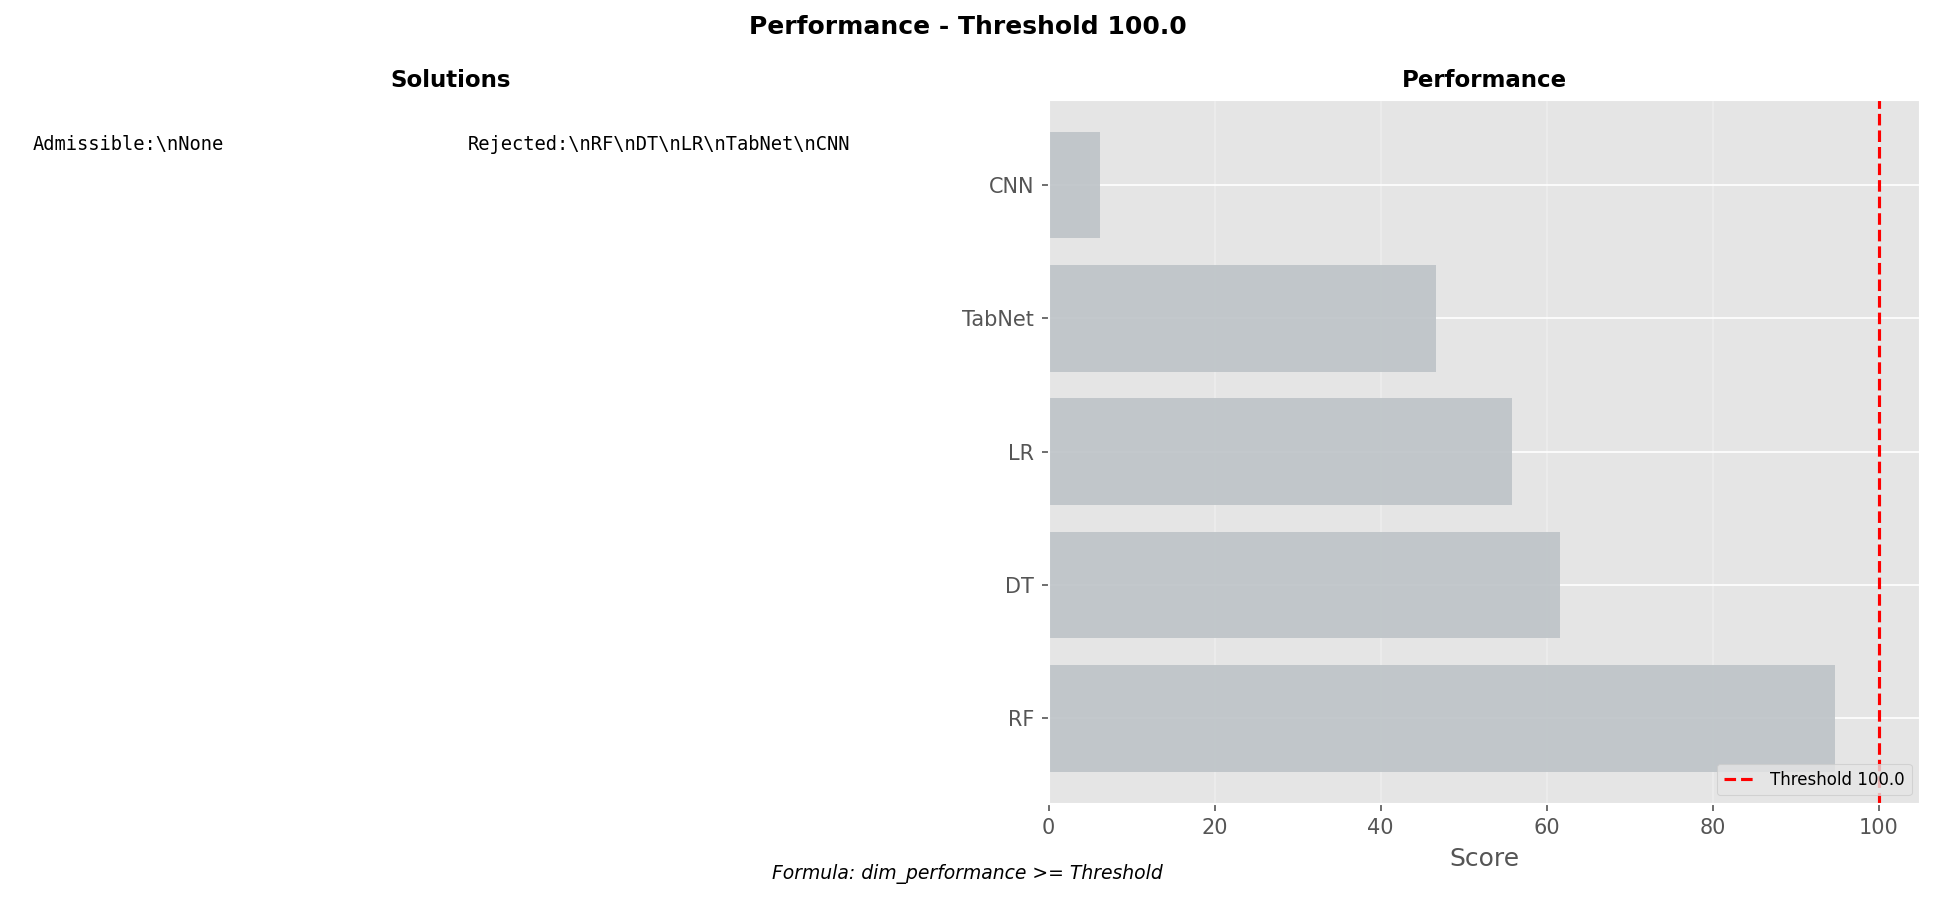 Performance - Threshold 100.0
Solutions
Admissible:\nNone
Rejected:\nRF\nDT\nLR\nTabNet\nCNN
Performance
CNN
TabNet
LR
DT
RF
Threshold 100.0
0 20 40 60 80 100
Score
Formula: dim_performance >= Threshold